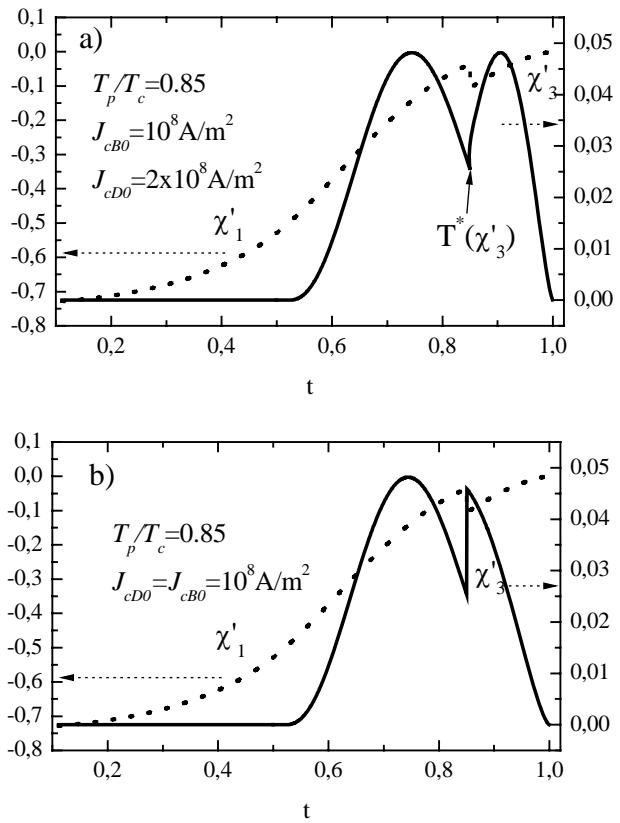 a)
T_p/T_c=0.85
J_cB0=10^8A/m^2
J_cD0=2x10^8A/m^2
χ'_1
χ'_3
T^*(χ'_3)
0,1
0,0
-0,1
-0,2
-0,3
-0,4
-0,5
-0,6
-0,7
-0,8
0,05
0,04
0,03
0,02
0,01
0,00
0,2 0,4 0,6 0,8 1,0
t
b)
T_p/T_c=0.85
J_cD0=J_cB0=10^8A/m^2
χ'_1
χ'_3
0,1
0,0
-0,1
-0,2
-0,3
-0,4
-0,5
-0,6
-0,7
-0,8
0,05
0,04
0,03
0,02
0,01
0,00
0,2 0,4 0,6 0,8 1,0
t